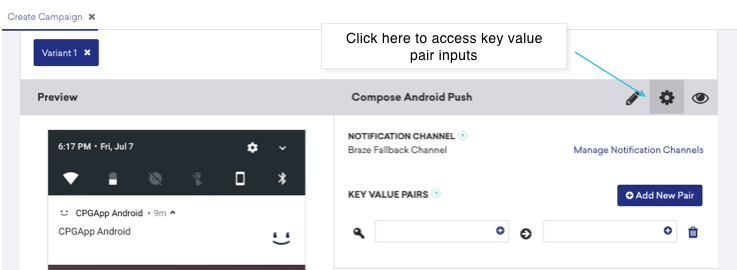 Create Campaign ×
Click here to access key value
pair inputs
Variant 1 ×
Preview
Compose Android Push
6:17 PM • Fri, Jul 7
NOTIFICATION CHANNEL ?
Braze Fallback Channel
Manage Notification Channels
KEY VALUE PAIRS ?
Add New Pair
CPGApp Android • 9m
CPGApp Android